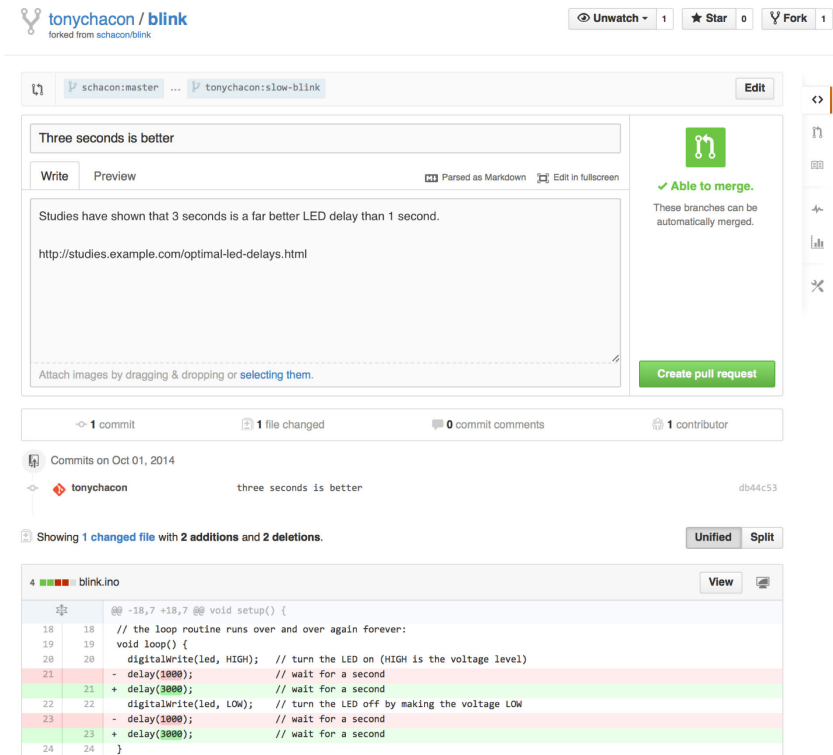 tonychacon / blink
forked from schacon/blink
Unwatch 1 Star 0 Fork 1
schacon:master ... tonychacon:slow-blink Edit
Three seconds is better
Write Preview Parsed as Markdown Edit in fullscreen
✔ Able to merge.
These branches can be
automatically merged.
Studies have shown that 3 seconds is a far better LED delay than 1 second.
http://studies.example.com/optimal-led-delays.html
Attach images by dragging & dropping or selecting them.
Create pull request
1 commit 1 file changed 0 commit comments 1 contributor
Commits on Oct 01, 2014
tonychacon three seconds is better db44c53
Showing 1 changed file with 2 additions and 2 deletions. Unified Split
4 blink.ino View
@@ -18,7 +18,7 @@ void setup() {
18 18 // the loop routine runs over and over again forever:
19 19 void loop() {
20 20 digitalWrite(led, HIGH); // turn the LED on (HIGH is the voltage level)
21 - delay(1000); // wait for a second
21 + delay(3000); // wait for a second
22 22 digitalWrite(led, LOW); // turn the LED off by making the voltage LOW
23 - delay(1000); // wait for a second
23 + delay(3000); // wait for a second
24 24 }